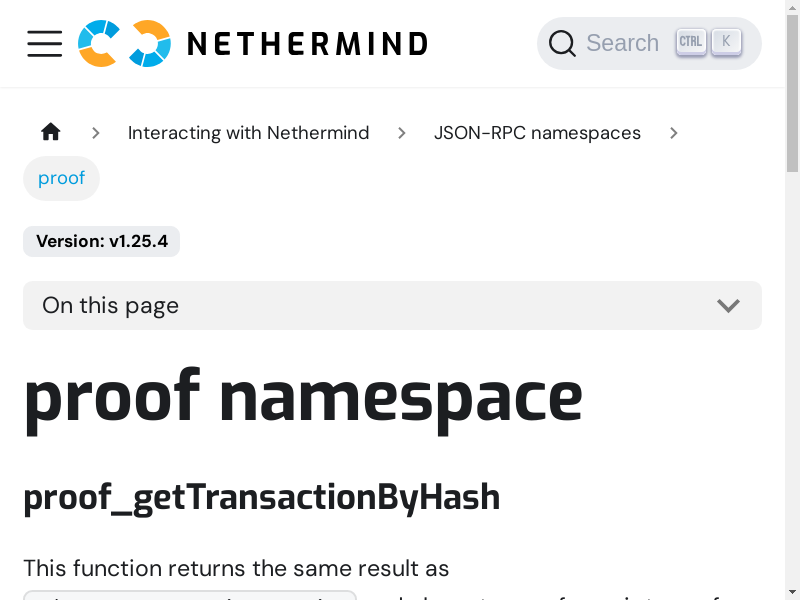 NETHERMIND
Search CTRL K
Interacting with Nethermind
JSON-RPC namespaces
proof
Version: v1.25.4
On this page
proof namespace
proof_getTransactionByHash
This function returns the same result as